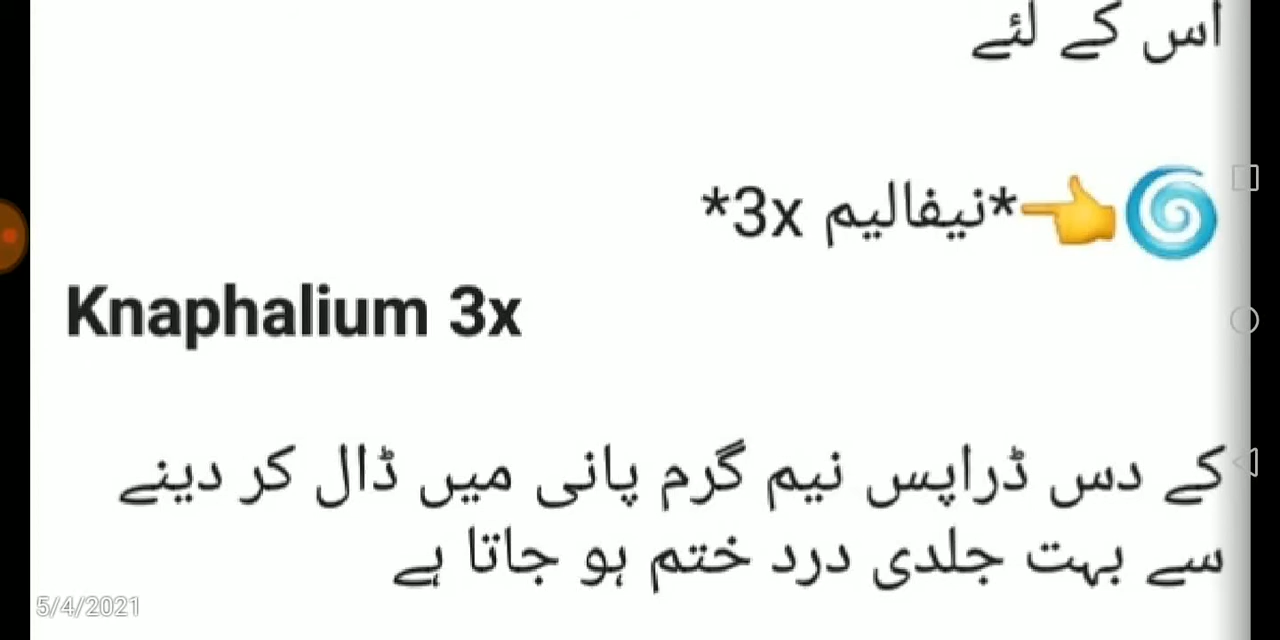 اس کے لئے
🌀👈*نیفالیم 3x*
Knaphalium 3x
کے دس ڈراپس نیم گرم پانی میں ڈال کر دینے
سے بہت جلدی درد ختم ہو جاتا ہے
5/4/2021